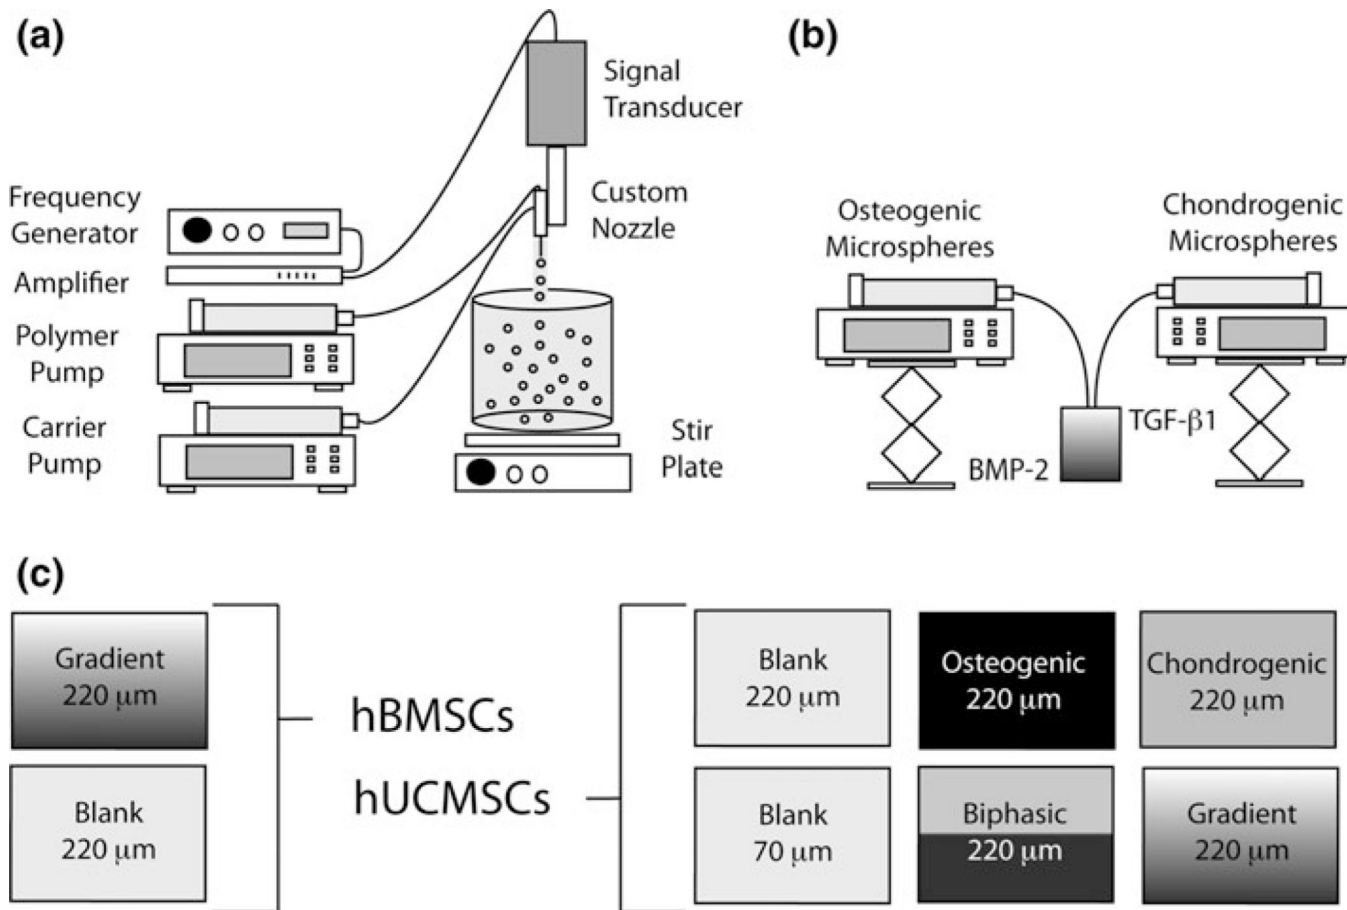 (a)
Signal
Transducer
Frequency
Generator
Custom
Nozzle
Amplifier
Polymer
Pump
Carrier
Pump
Stir
Plate
(b)
Osteogenic
Microspheres
Chondrogenic
Microspheres
TGF-β1
BMP-2
(c)
Gradient
220 μm
Blank
220 μm
hBMSCs
hUCMSCs
Blank
220 μm
Osteogenic
220 μm
Chondrogenic
220 μm
Blank
70 μm
Biphasic
220 μm
Gradient
220 μm